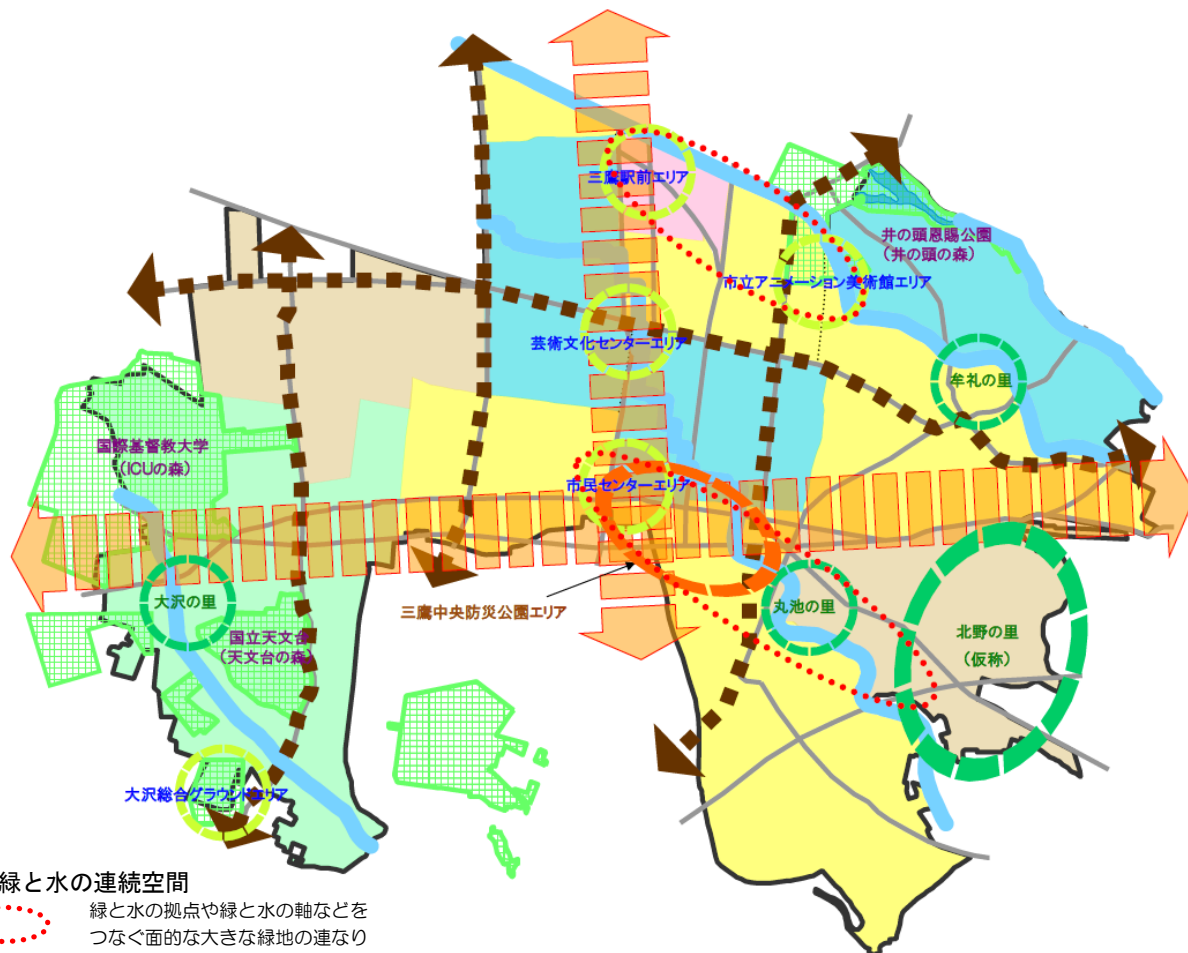 三鷹駅前エリア
井の頭恩賜公園
（井の頭の森）
市立アニメーション美術館エリア
芸術文化センターエリア
牟礼の里
国際基督教大学
（ICUの森）
市民センターエリア
大沢の里
三鷹中央防災公園エリア
丸池の里
国立天文台
（天文台の森）
北野の里
（仮称）
大沢総合グラウンドエリア
緑と水の連続空間
緑と水の拠点や緑と水の軸などを
つなぐ面的な大きな緑地の連なり